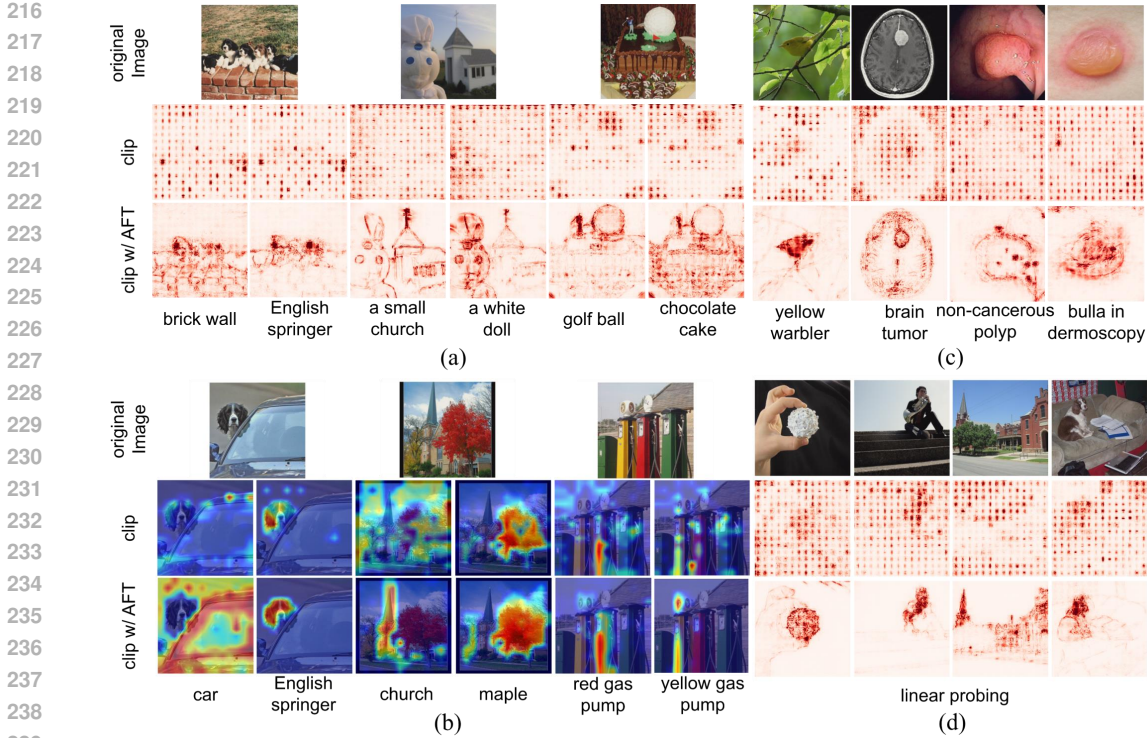 216
217
218
219
220
221
222
223
224
225
226
227
228
229
230
231
232
233
234
235
236
237
238
original
Image
clip
clip w/ AFT
brick wall
English
springer
a small
church
a white
doll
golf ball
chocolate
cake
(a)
yellow
warbler
brain
tumor
non-cancerous
polyp
bulla in
dermoscopy
(c)
original
Image
clip
clip w/ AFT
car
English
springer
church
maple
red gas
pump
yellow gas
pump
(b)
linear probing
(d)